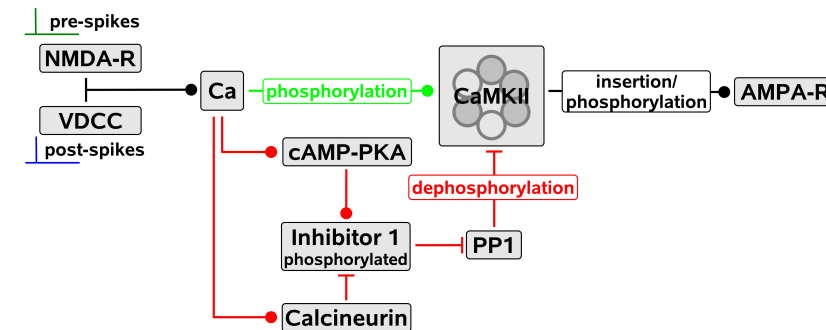 pre-spikes
NMDA-R
VDCC
post-spikes
Ca
phosphorylation
CaMKII
insertion/
phosphorylation
AMPA-R
cAMP-PKA
dephosphorylation
Inhibitor 1
phosphorylated
PP1
Calcineurin